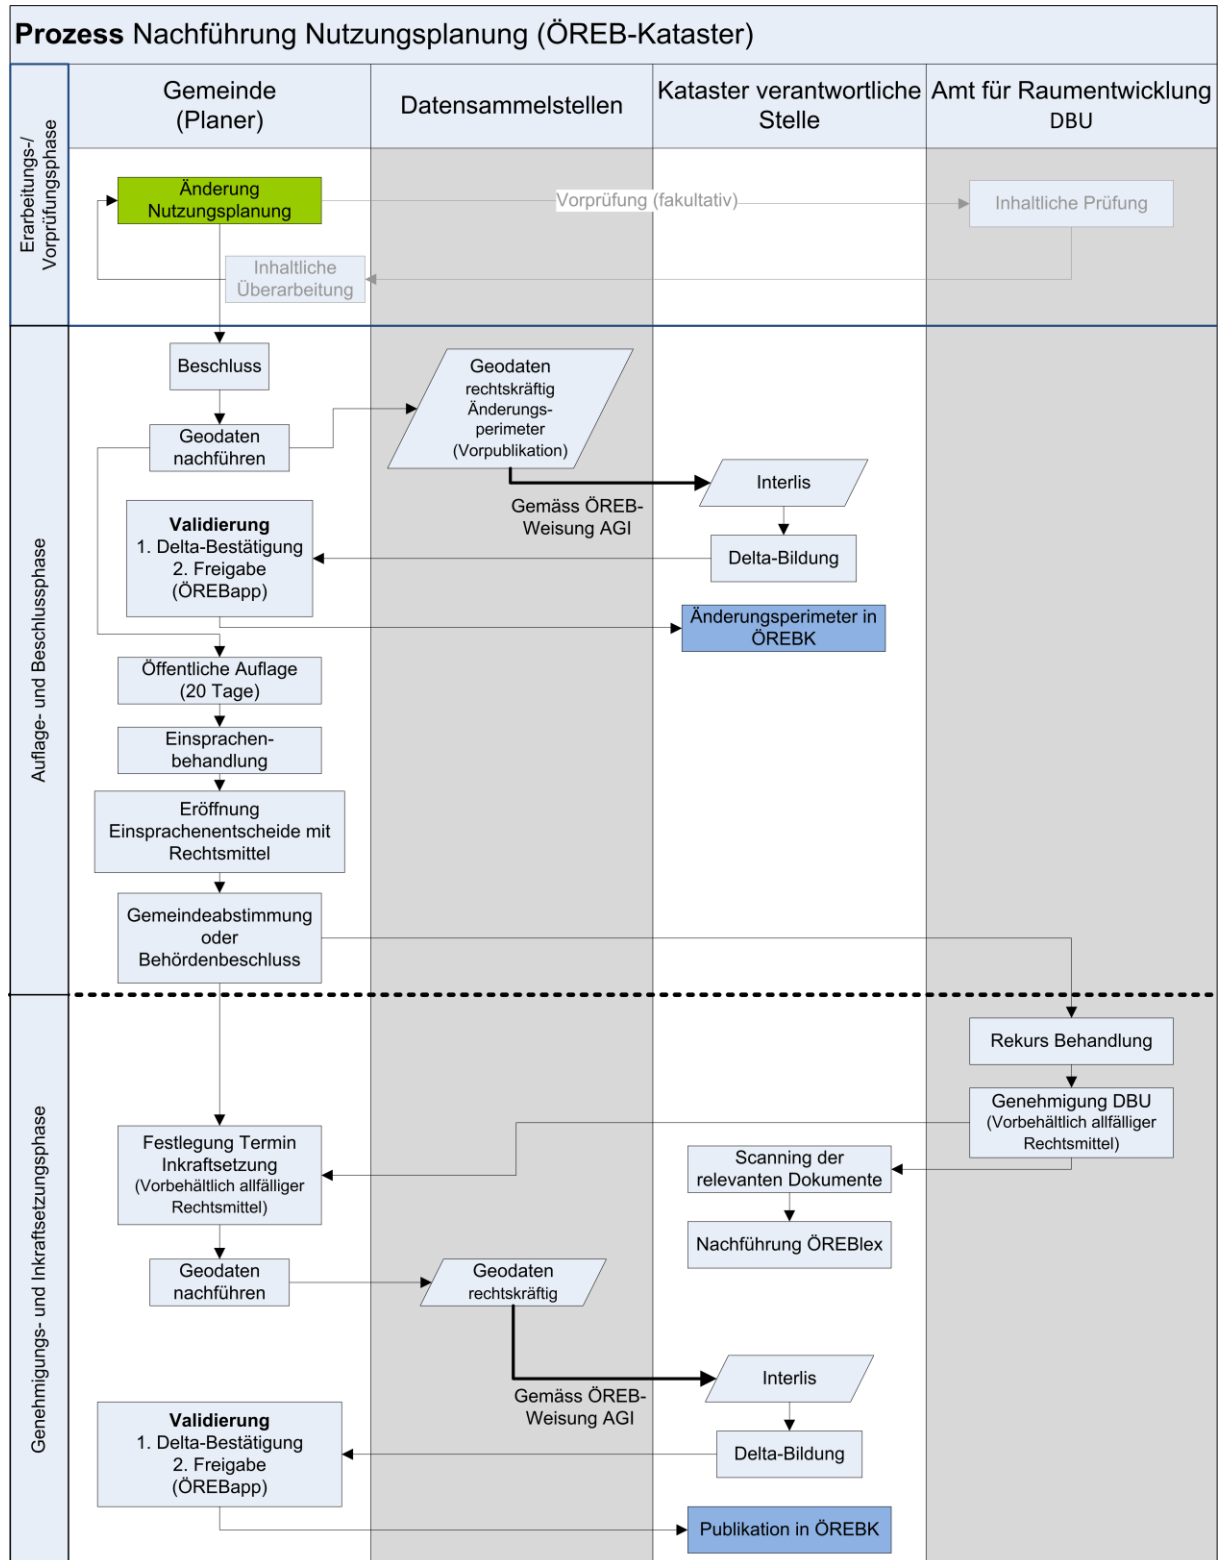 Prozess Nachführung Nutzungsplanung (ÖREB-Kataster)
Gemeinde
(Planer)
Datensammelstellen
Kataster verantwortliche
Stelle
Amt für Raumentwicklung
DBU
Erarbeitungs-/
Vorprüfungsphase
Änderung
Nutzungsplanung
Vorprüfung (fakultativ)
Inhaltliche Prüfung
Inhaltliche
Überarbeitung
Auflage- und Beschlussphase
Beschluss
Geodaten
nachführen
Geodaten
rechtskräftig
Änderungs-
perimeter
(Vorpublikation)
Interlis
Gemäss ÖREB-
Weisung AGI
Delta-Bildung
Validierung
1. Delta-Bestätigung
2. Freigabe
(ÖREBapp)
Änderungsperimeter in
ÖREBK
Öffentliche Auflage
(20 Tage)
Einsprachen-
behandlung
Eröffnung
Einsprachenentscheide mit
Rechtsmittel
Gemeindeabstimmung
oder
Behördenbeschluss
Genehmigungs- und Inkraftsetzungsphase
Rekurs Behandlung
Genehmigung DBU
(Vorbehältlich allfälliger
Rechtsmittel)
Festlegung Termin
Inkraftsetzung
(Vorbehältlich allfälliger
Rechtsmittel)
Scanning der
relevanten Dokumente
Nachführung ÖREBlex
Geodaten
nachführen
Geodaten
rechtskräftig
Interlis
Gemäss ÖREB-
Weisung AGI
Delta-Bildung
Validierung
1. Delta-Bestätigung
2. Freigabe
(ÖREBapp)
Publikation in ÖREBK